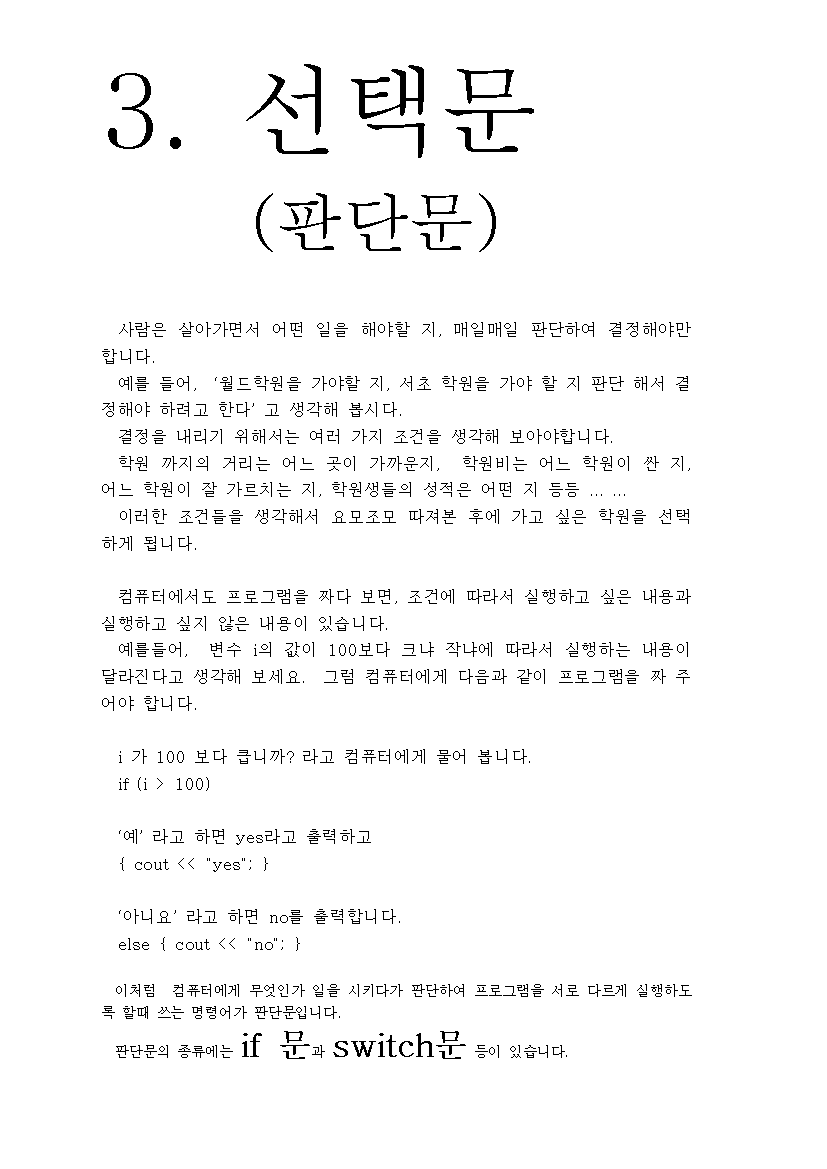 3. 선택문
(판단문)
사람은 살아가면서 어떤 일을 해야할 지, 매일매일 판단하여 결정해야만
합니다.
예를 들어, ‘월드학원을 가야할 지, 서초 학원을 가야 할 지 판단 해서 결
정해야 하려고 한다’ 고 생각해 봅시다.
결정을 내리기 위해서는 여러 가지 조건을 생각해 보아야합니다.
학원 까지의 거리는 어느 곳이 가까운지, 학원비는 어느 학원이 싼 지,
어느 학원이 잘 가르치는 지, 학원생들의 성적은 어떤 지 등등 ... ...
이러한 조건들을 생각해서 요모조모 따져본 후에 가고 싶은 학원을 선택
하게 됩니다.
컴퓨터에서도 프로그램을 짜다 보면, 조건에 따라서 실행하고 싶은 내용과
실행하고 싶지 않은 내용이 있습니다.
예를들어, 변수 i의 값이 100보다 크냐 작냐에 따라서 실행하는 내용이
달라진다고 생각해 보세요. 그럼 컴퓨터에게 다음과 같이 프로그램을 짜 주
어야 합니다.
i 가 100 보다 큽니까? 라고 컴퓨터에게 물어 봅니다.
if (i > 100)
‘예’ 라고 하면 yes라고 출력하고
{ cout << "yes"; }
‘아니요’ 라고 하면 no를 출력합니다.
else { cout << "no"; }
이처럼 컴퓨터에게 무엇인가 일을 시키다가 판단하여 프로그램을 서로 다르게 실행하도
록 할때 쓰는 명령어가 판단문입니다.
판단문의 종류에는 if 문과 switch문 등이 있습니다.